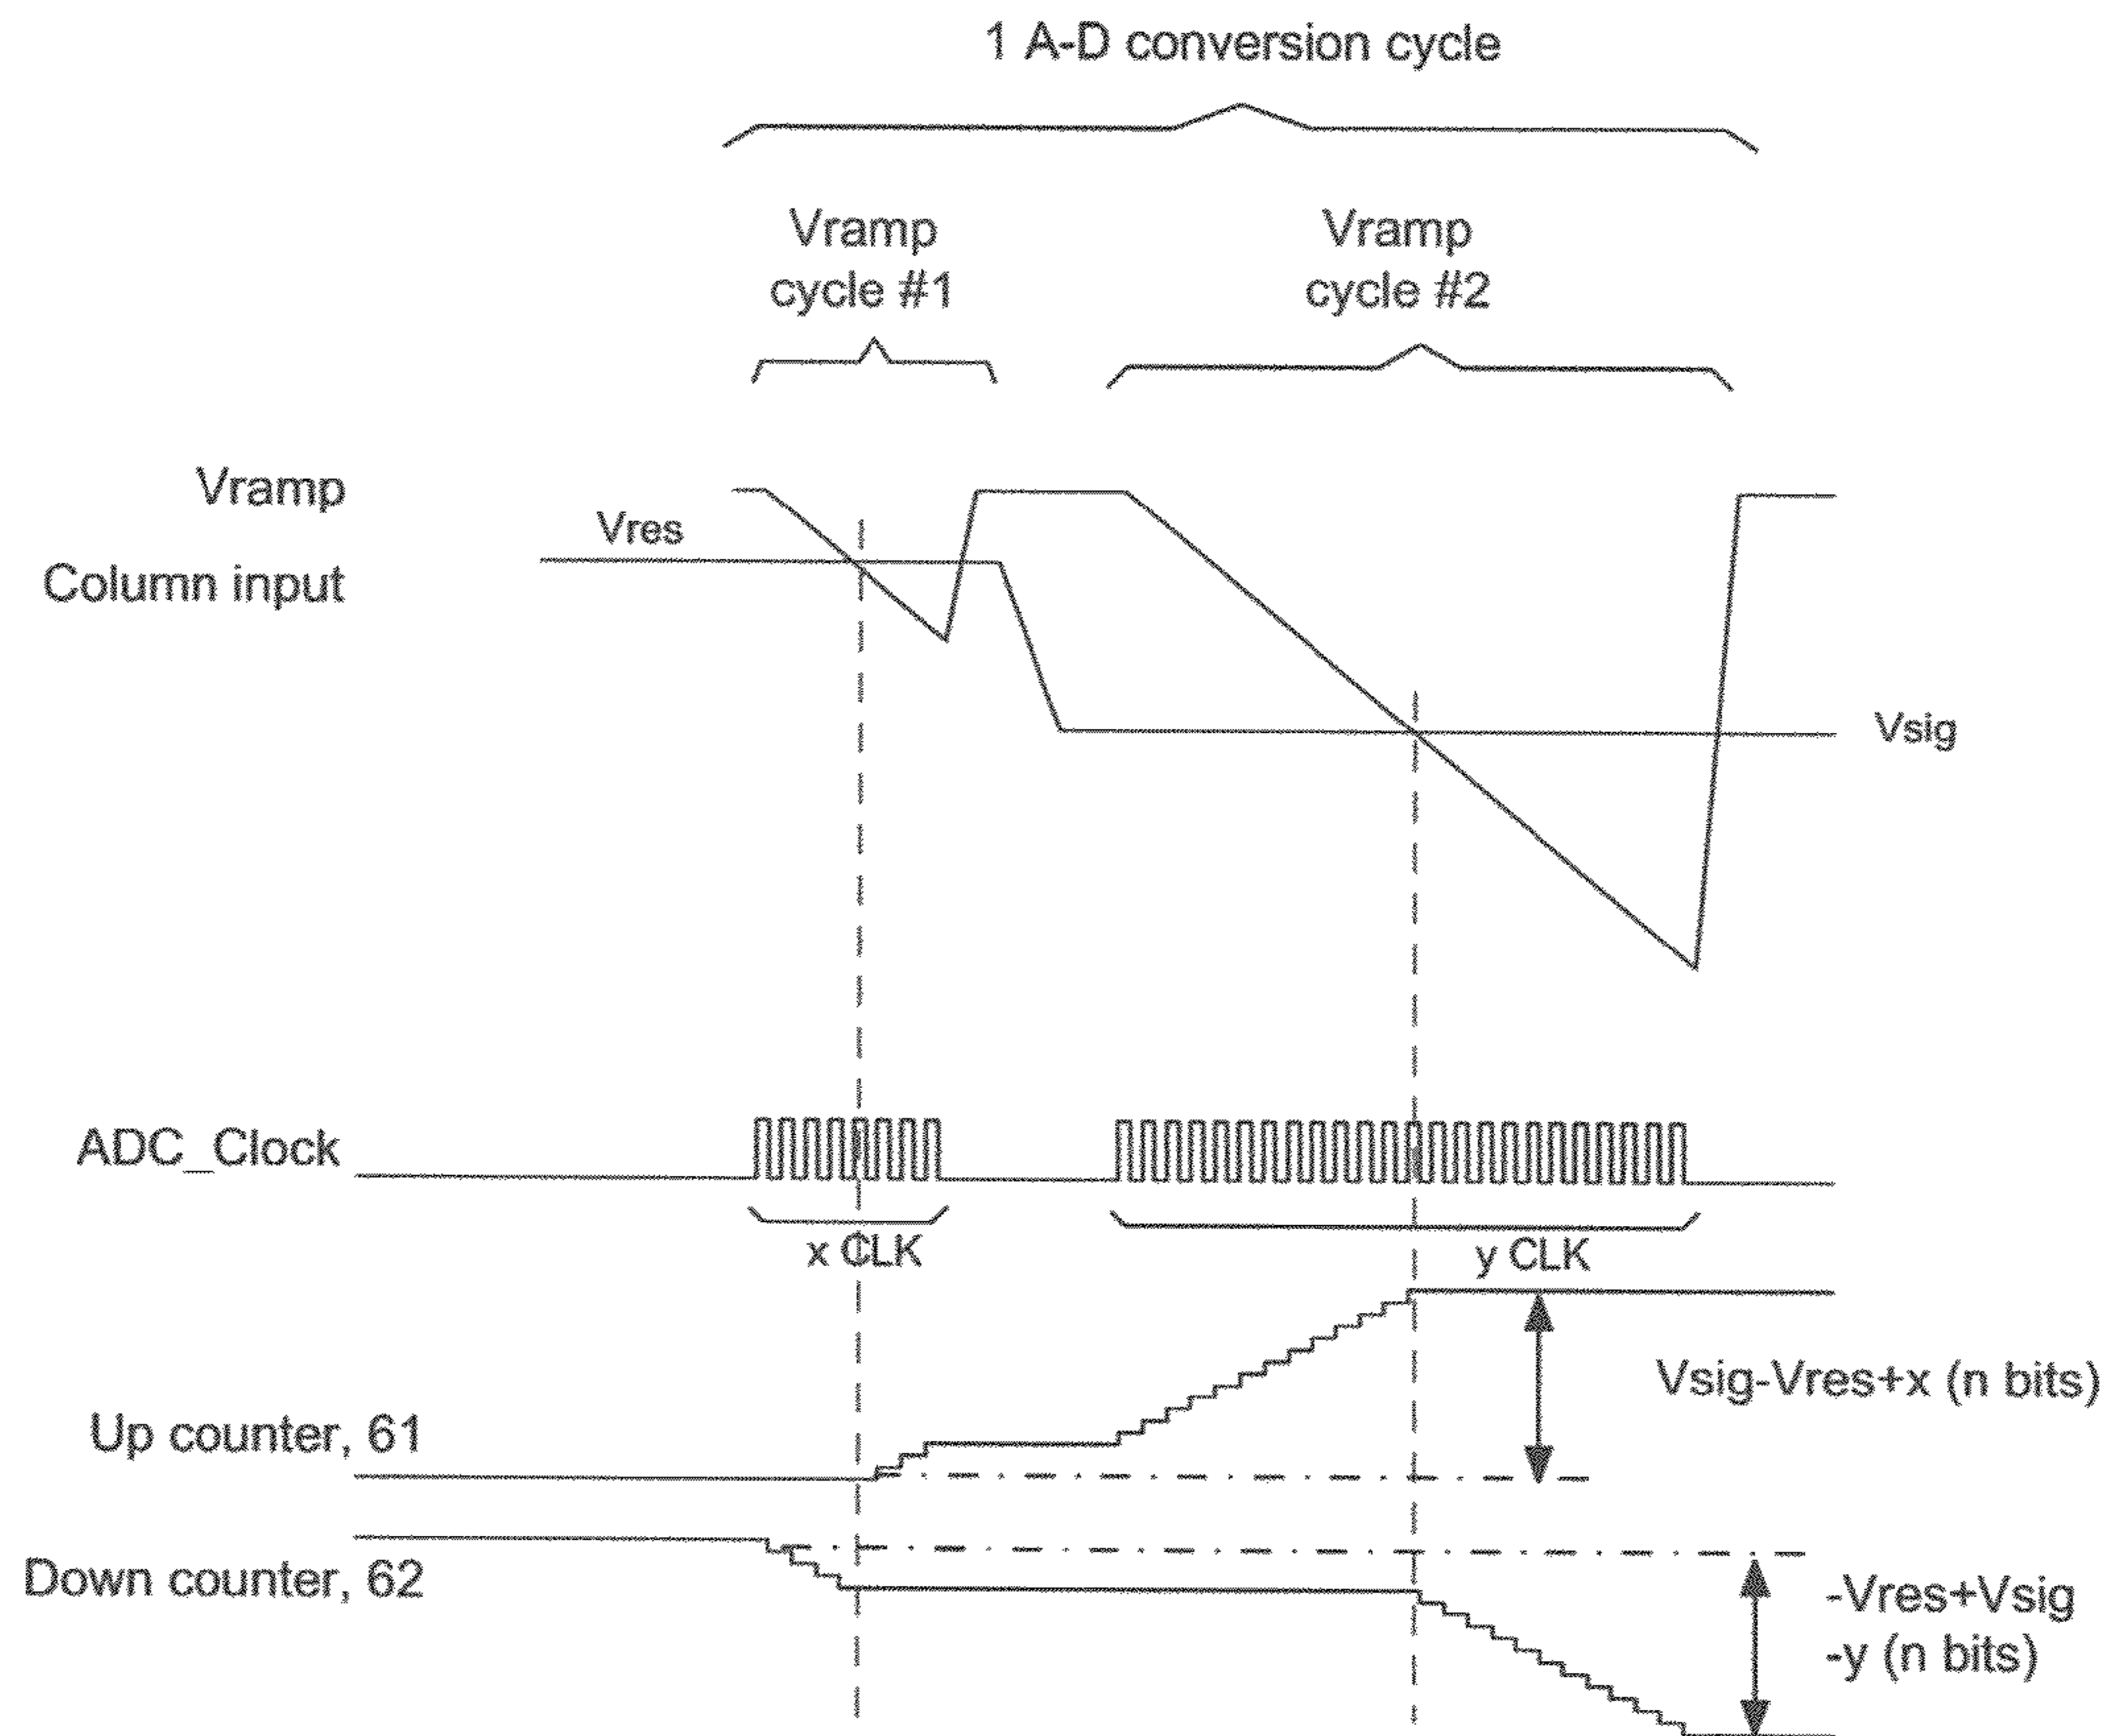 1 A-D conversion cycle
Vramp
cycle #1
Vramp
cycle #2
Vramp
Vres
Column input
Vsig
ADC_Clock
x CLK
y CLK
Vsig-Vres+x (n bits)
Up counter, 61
Down counter, 62
-Vres+Vsig
-y (n bits)